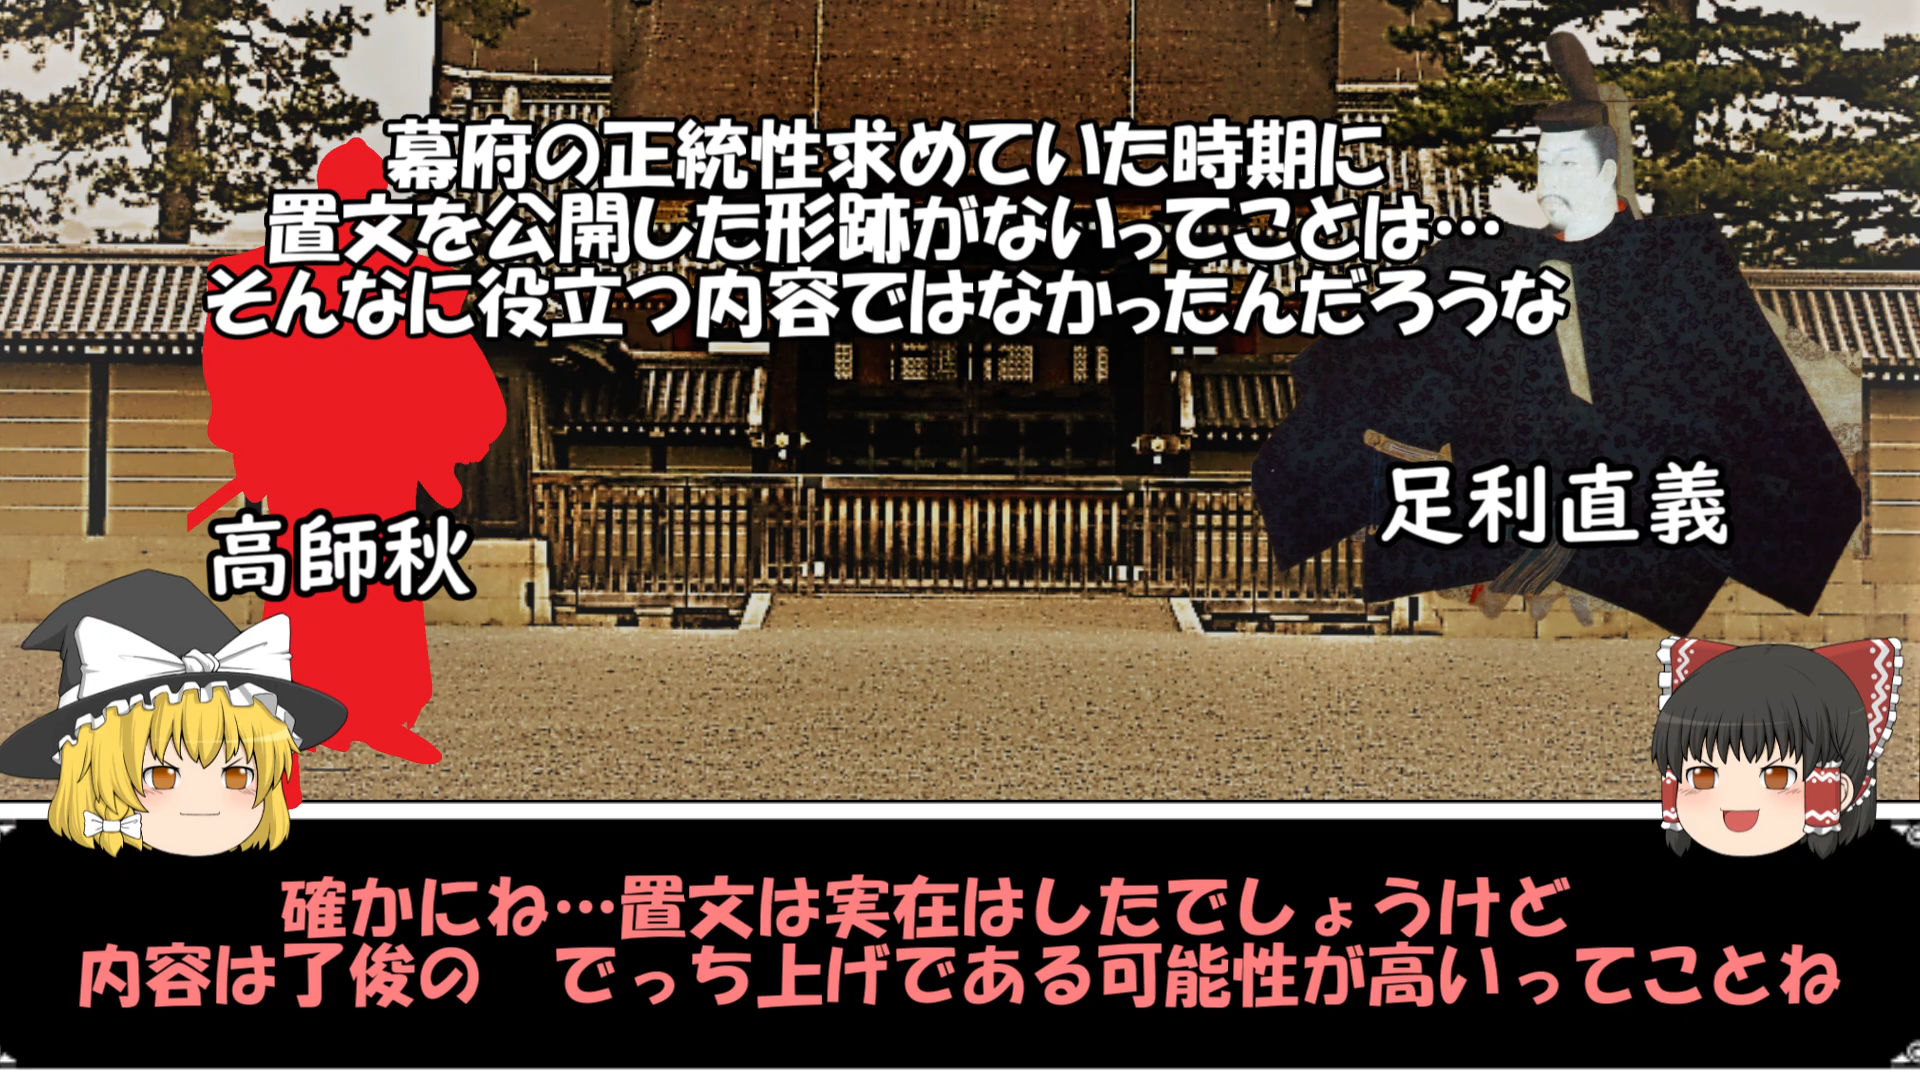 幕府の正統性求めていた時期に
置文を公開した形跡がないってことは…
そんなに役立つ内容ではなかったんだろうな
足利直義
高師秋
確かにね…置文は実在はしたでしょうけど
内容は了俊の　でっち上げである可能性が高いってことね